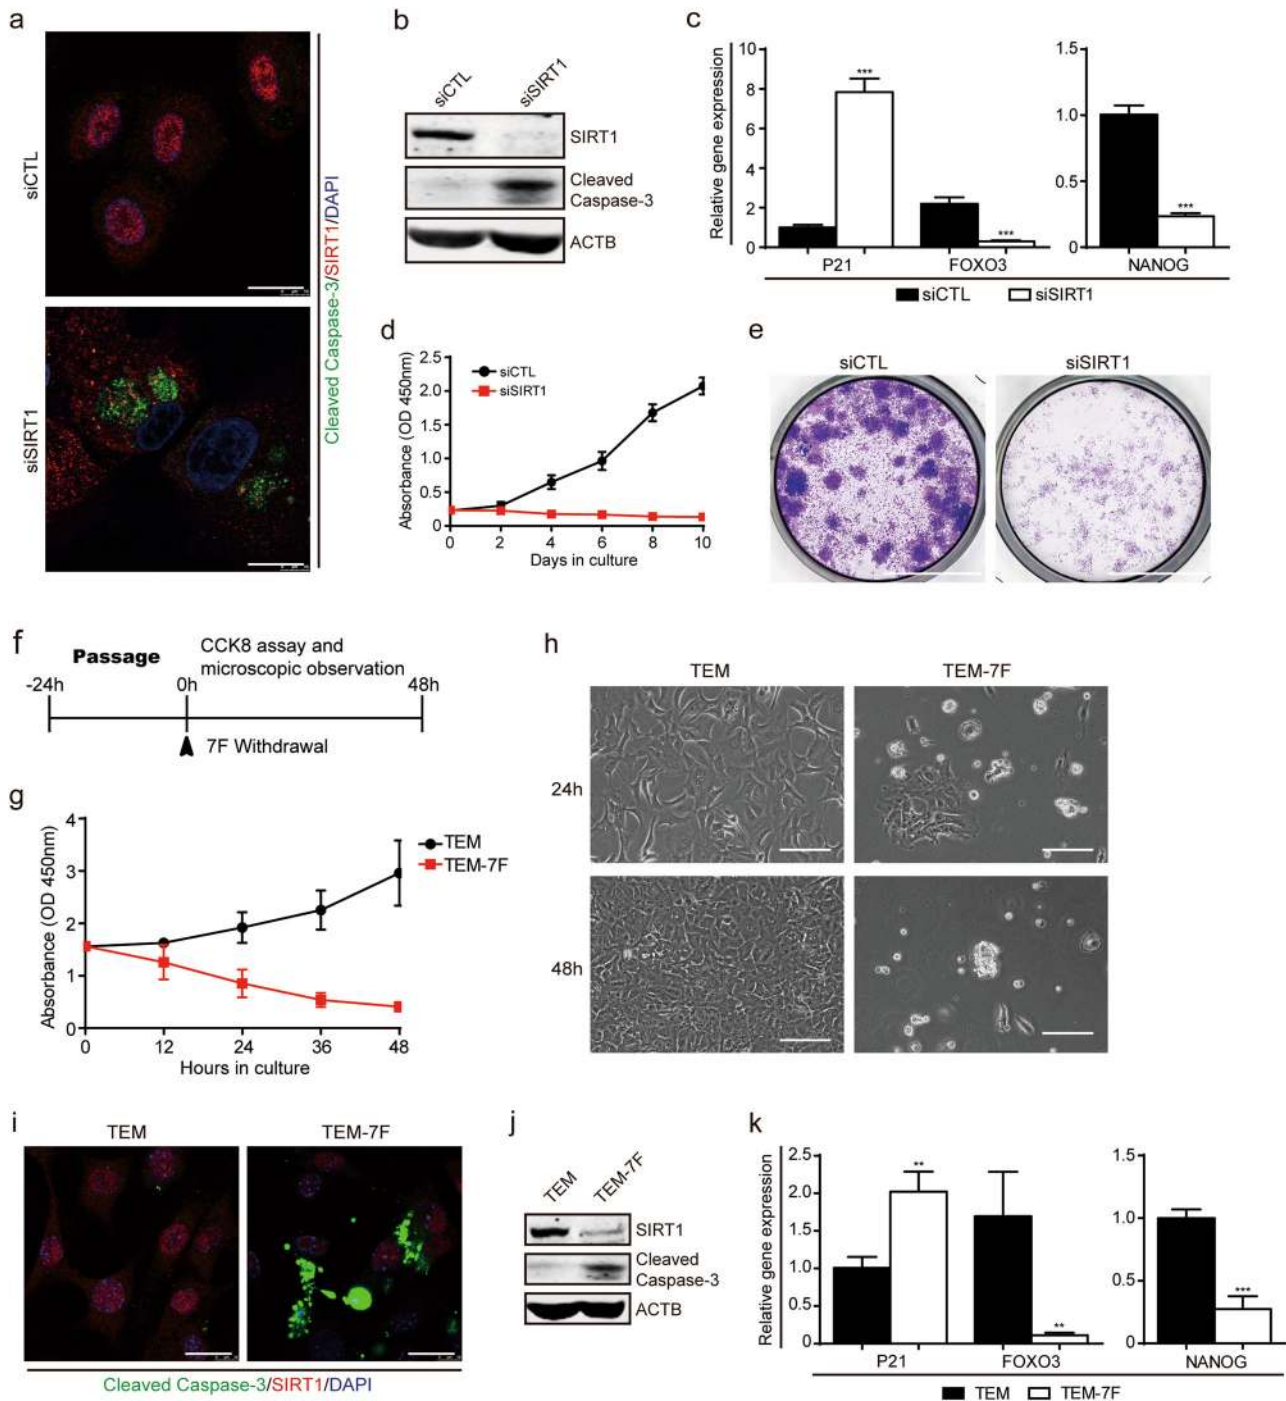 a
siCTL
siSIRT1
Cleaved Caspase-3/SIRT1/DAPI
b
siCTL
siSIRT1
SIRT1
Cleaved
Caspase-3
ACTB
c
Relative gene expression
10
8
6
4
2
0
***
***
P21
FOXO3
1.5
1.0
0.5
0
***
NANOG
siCTL
siSIRT1
d
Absorbance (OD 450nm)
2.5
2.0
1.5
1.0
0.5
0
siCTL
siSIRT1
0 2 4 6 8 10
Days in culture
e
siCTL
siSIRT1
f
Passage
CCK8 assay and
microscopic observation
-24h
0h
48h
7F Withdrawal
g
Absorbance (OD 450nm)
4
3
2
1
0
TEM
TEM-7F
0 12 24 36 48
Hours in culture
h
TEM
TEM-7F
24h
48h
i
TEM
TEM-7F
Cleaved Caspase-3/SIRT1/DAPI
j
TEM
TEM-7F
SIRT1
Cleaved
Caspase-3
ACTB
k
Relative gene expression
2.5
2.0
1.5
1.0
0.5
0
**
**
P21
FOXO3
1.5
1.0
0.5
0
***
NANOG
TEM
TEM-7F